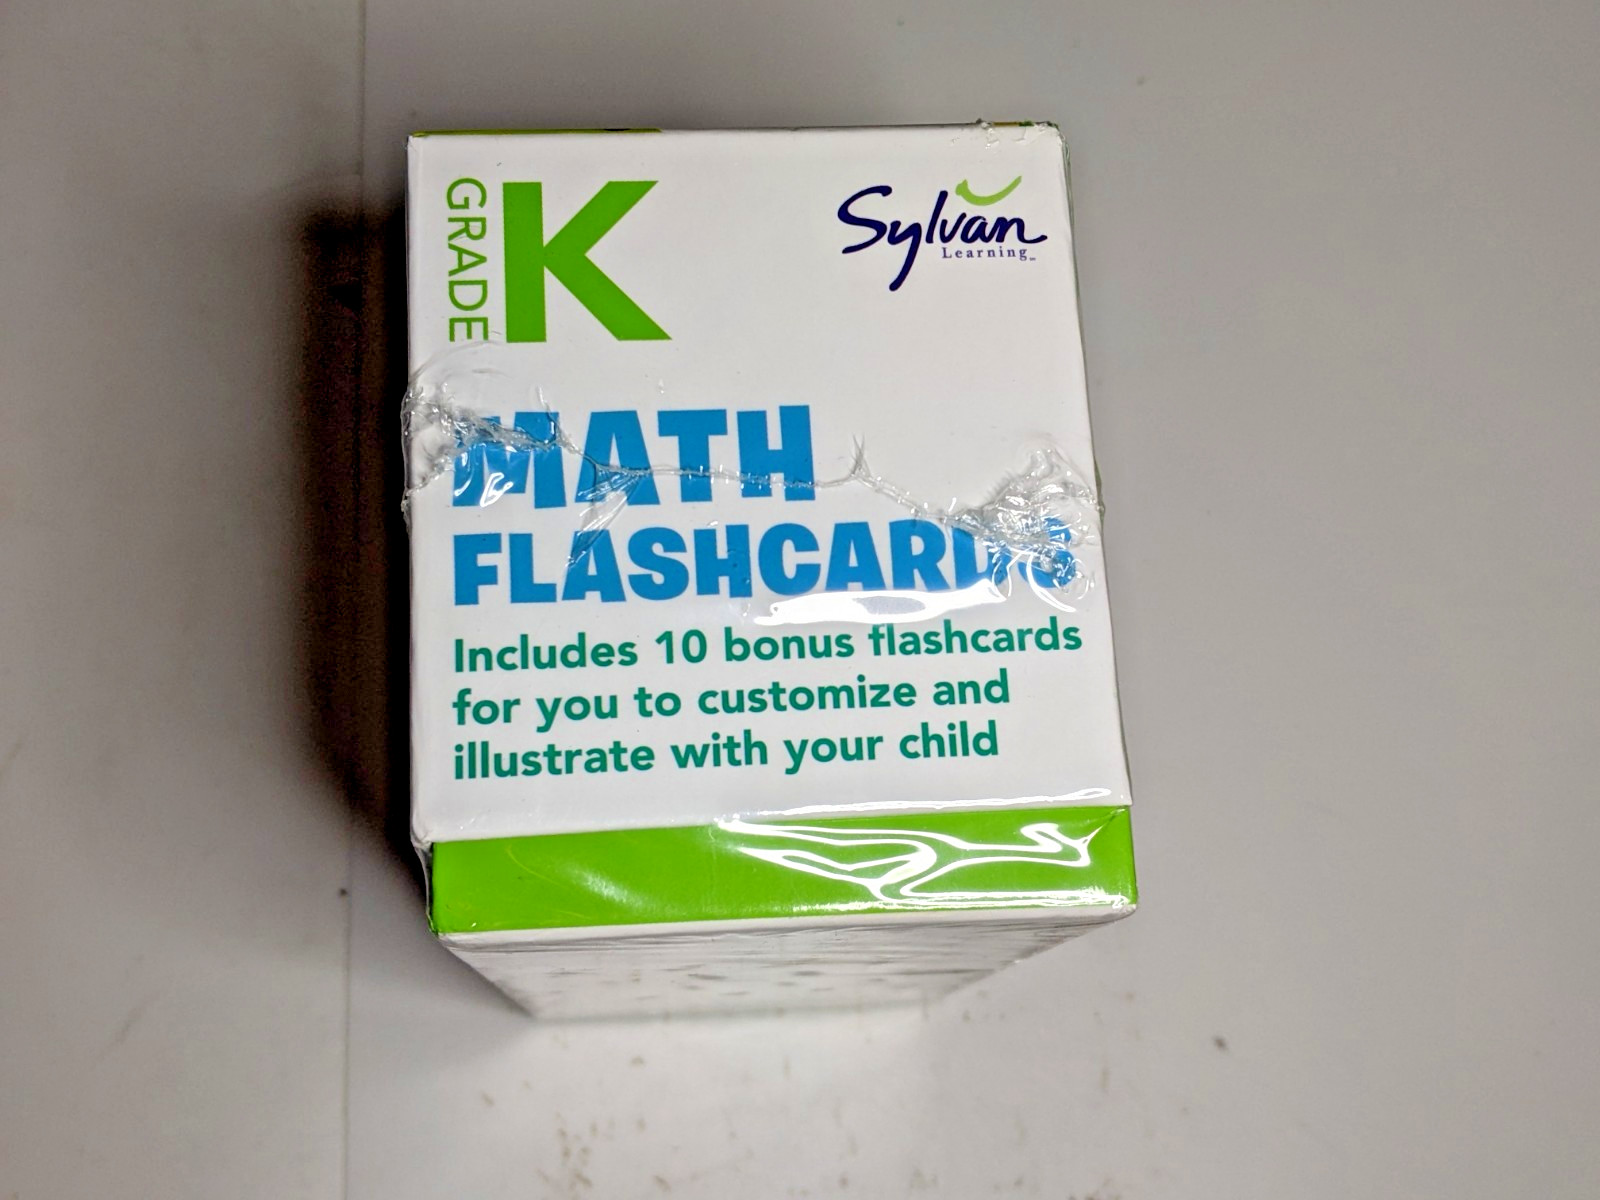 GRADE
K
Sylvan
Learning
MATH
FLASHCARDS
Includes 10 bonus flashcards
for you to customize and
illustrate with your child